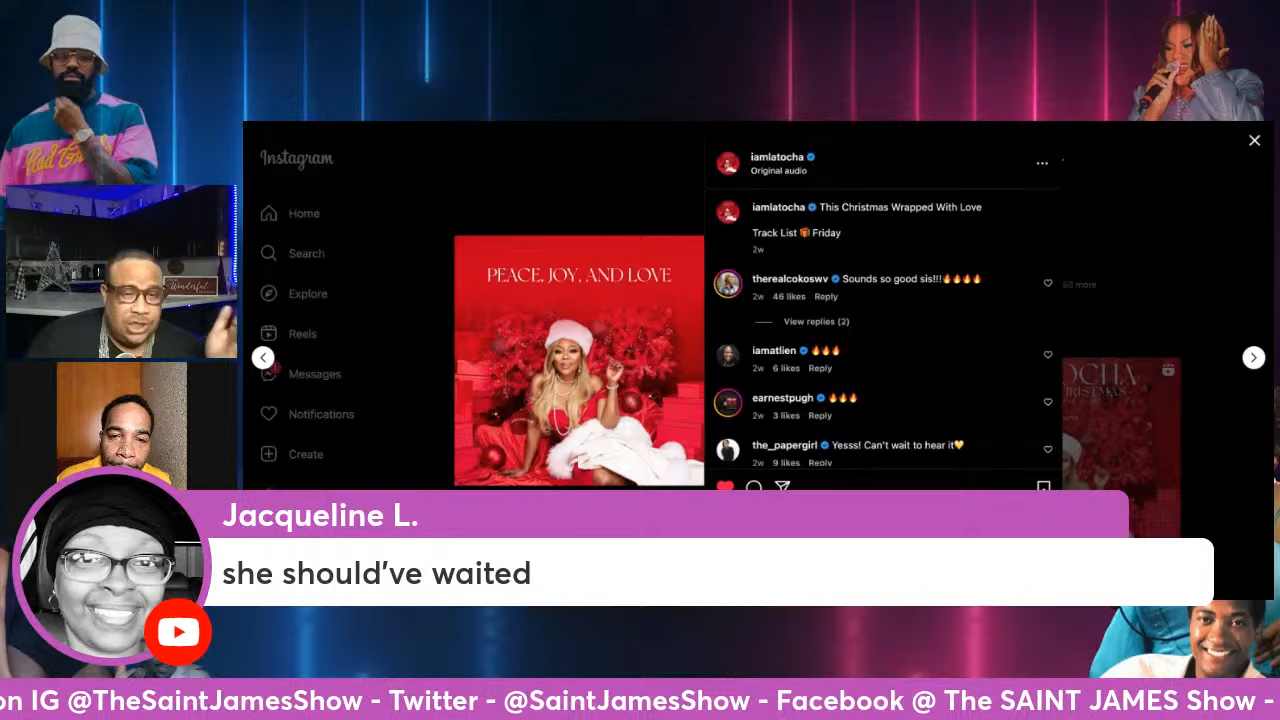 Instagram
Home
Search
Explore
Reels
Messages
Notifications
Create
PEACE, JOY, AND LOVE
iamlatocha
Original audio
iamlatocha This Christmas Wrapped With Love
Track List 🎁 Friday
2w
therealcokoswv Sounds so good sis!!!🔥🔥🔥🔥
2w 46 likes Reply
View replies (2)
iamatlien 🔥🔥🔥
2w 6 likes Reply
earnestpugh 🔥🔥🔥
2w 3 likes Reply
the_papergirl Yesss! Can't wait to hear it💛
2w 9 likes Reply
Wonderful
Jacqueline L.
she should've waited
on IG @TheSaintJamesShow - Twitter - @SaintJamesShow - Facebook @ The SAINT JAMES Show -